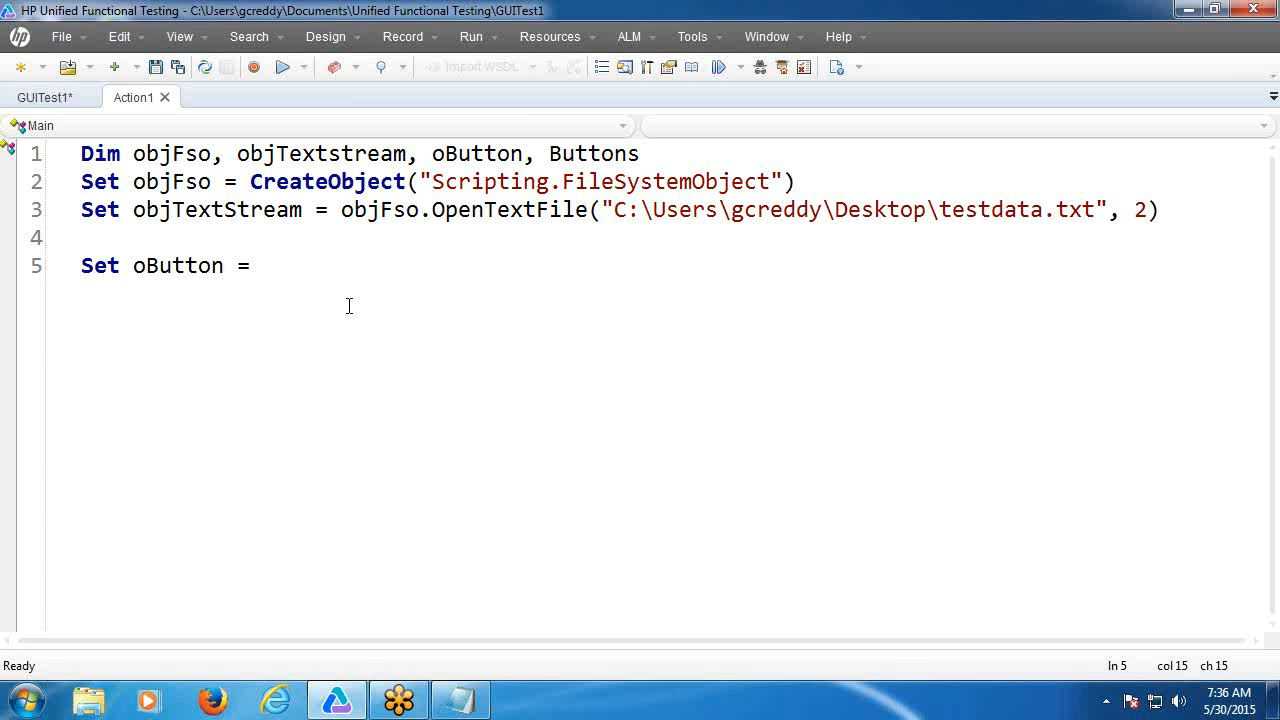 HP Unified Functional Testing - C:\Users\gcreddy\Documents\Unified Functional Testing\GUITest1
hp File Edit View Search Design Record Run Resources ALM Tools Window Help
Import WSDL
GUITest1* Action1
Main
1 Dim objFso, objTextstream, oButton, Buttons
2 Set objFso = CreateObject("Scripting.FileSystemObject")
3 Set objTextStream = objFso.OpenTextFile("C:\Users\gcreddy\Desktop\testdata.txt", 2)
4
5 Set oButton =
Ready ln 5 col 15 ch 15
7:36 AM
5/30/2015